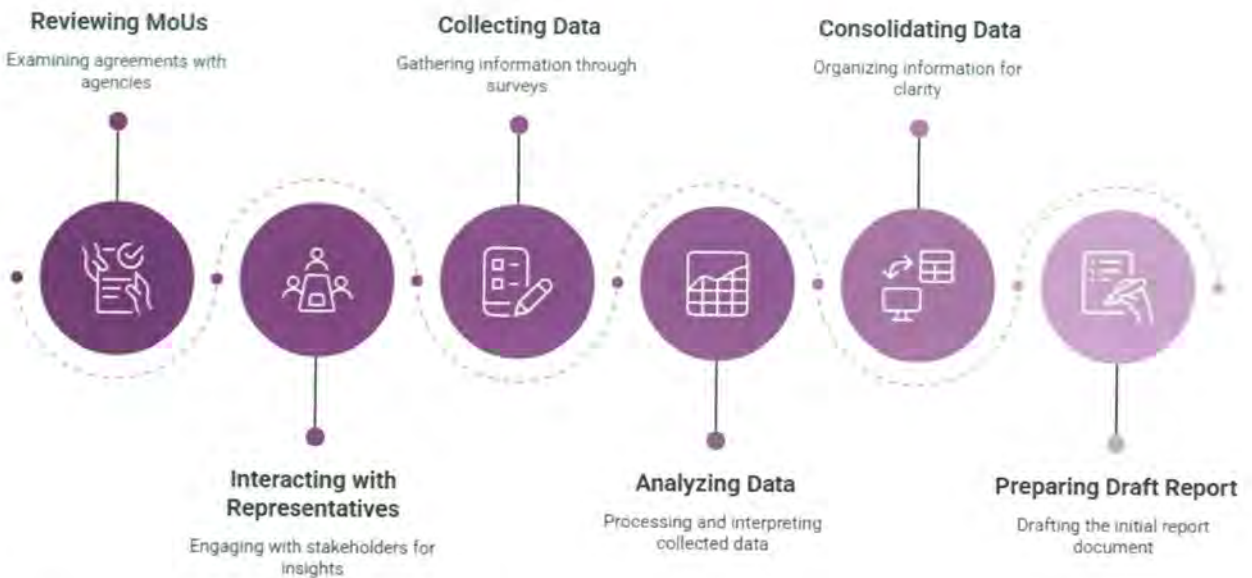 Reviewing MoUs
Examining agreements with
agencies
Interacting with
Representatives
Engaging with stakeholders for
insights
Collecting Data
Gathering information through
surveys
Analyzing Data
Processing and interpreting
collected data
Consolidating Data
Organizing information for
clarity
Preparing Draft Report
Drafting the initial report
document